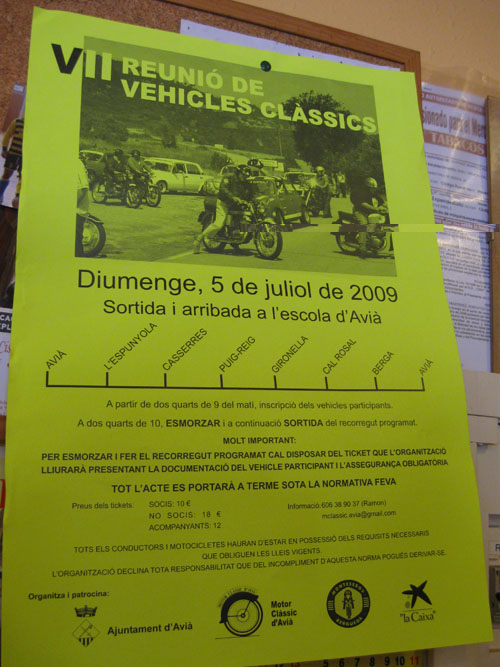 VII REUNIÓ DE
VEHICLES CLÀSSICS
Diumenge, 5 de juliol de 2009
Sortida i arribada a l'escola d'Avià
AVIÀ
L'ESPUNYOLA
CASSERRES
PUIG-REIG
GIRONELLA
CAL ROSAL
BERGA
AVIÀ
A partir de dos quarts de 9 del matí, inscripció dels vehicles participants.
A dos quarts de 10, ESMORZAR i a continuació SORTIDA del recorregut programat.
MOLT IMPORTANT:
PER ESMORZAR I FER EL RECORREGUT PROGRAMAT CAL DISPOSAR DEL TICKET QUE L'ORGANITZACIÓ
LLIURARÀ PRESENTANT LA DOCUMENTACIÓ DEL VEHICLE PARTICIPANT I L'ASSEGURANÇA OBLIGATORIA
TOT L'ACTE ES PORTARÀ A TERME SOTA LA NORMATIVA FEVA
Preus dels tickets:
SOCIS: 10 €
NO SOCIS: 18 €
ACOMPANYANTS: 12
Informació 606 38 90 37 (Ramon)
mclassic.avia@gmail.com
TOTS ELS CONDUCTORS I MOTOCICLETES HAURAN D'ESTAR EN POSSESSIÓ DELS REQUISITS NECESSARIS
QUE OBLIGUEN LES LLEIS VIGENTS.
L'ORGANITZACIÓ DECLINA TOTA RESPONSABILITAT QUE DEL INCOMPLIMENT D'AQUESTA NORMA POGUÉS DERIVAR-SE.
Organitza i patrocina:
Ajuntament d'Avià
Motor
Clàssic
d'Avià
"la Caixa"
TABACOS